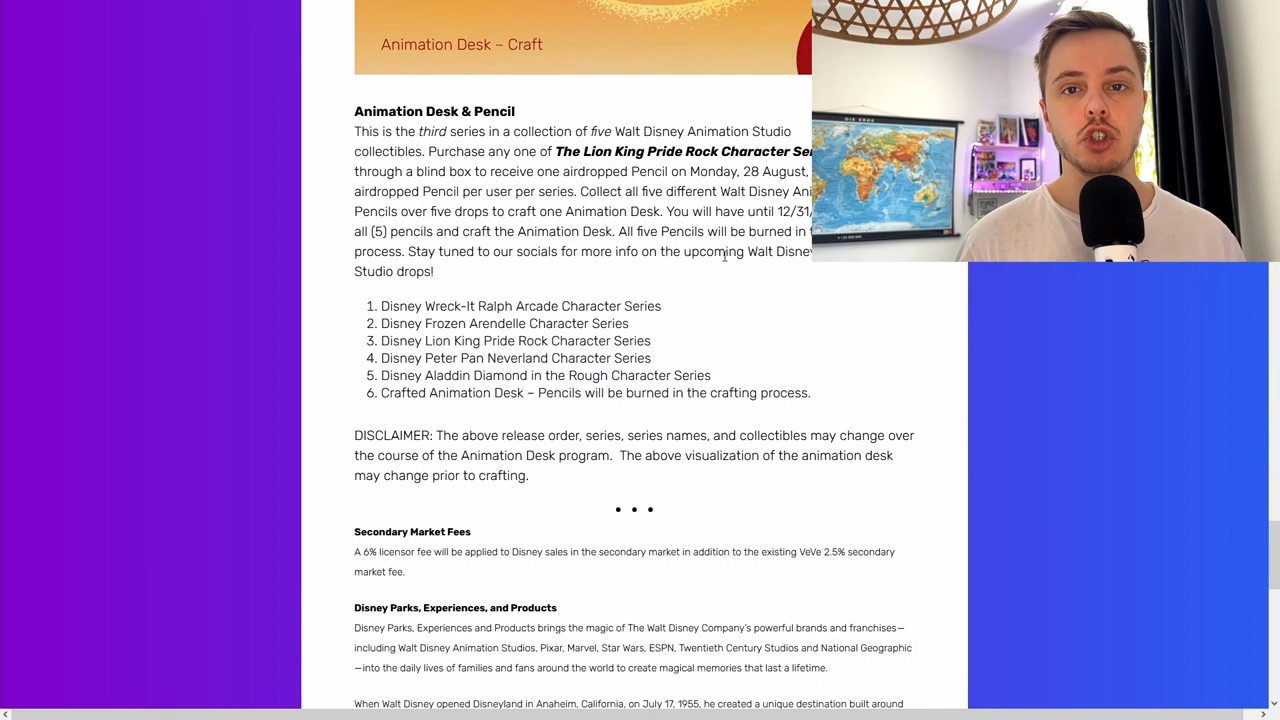 Animation Desk – Craft
Animation Desk & Pencil
This is the third series in a collection of five Walt Disney Animation Studio
collectibles. Purchase any one of The Lion King Pride Rock Character
through a blind box to receive one airdropped Pencil on Monday, 28 August,
airdropped Pencil per user per series. Collect all five different Walt Disney
Pencils over five drops to craft one Animation Desk. You will have until 12/31/
all (5) pencils and craft the Animation Desk. All five Pencils will be burned in
process. Stay tuned to our socials for more info on the upcoming Walt Disney
Studio drops!
1. Disney Wreck-It Ralph Arcade Character Series
2. Disney Frozen Arendelle Character Series
3. Disney Lion King Pride Rock Character Series
4. Disney Peter Pan Neverland Character Series
5. Disney Aladdin Diamond in the Rough Character Series
6. Crafted Animation Desk – Pencils will be burned in the crafting process.
DISCLAIMER: The above release order, series, series names, and collectibles may change over
the course of the Animation Desk program. The above visualization of the animation desk
may change prior to crafting.
• • •
Secondary Market Fees
A 6% licensor fee will be applied to Disney sales in the secondary market in addition to the existing VeVe 2.5% secondary
market fee.
Disney Parks, Experiences, and Products
Disney Parks, Experiences and Products brings the magic of The Walt Disney Company's powerful brands and franchises—
including Walt Disney Animation Studios, Pixar, Marvel, Star Wars, ESPN, Twentieth Century Studios and National Geographic
—into the daily lives of families and fans around the world to create magical memories that last a lifetime.
When Walt Disney opened Disneyland in Anaheim, California, on July 17, 1955, he created a unique destination built around